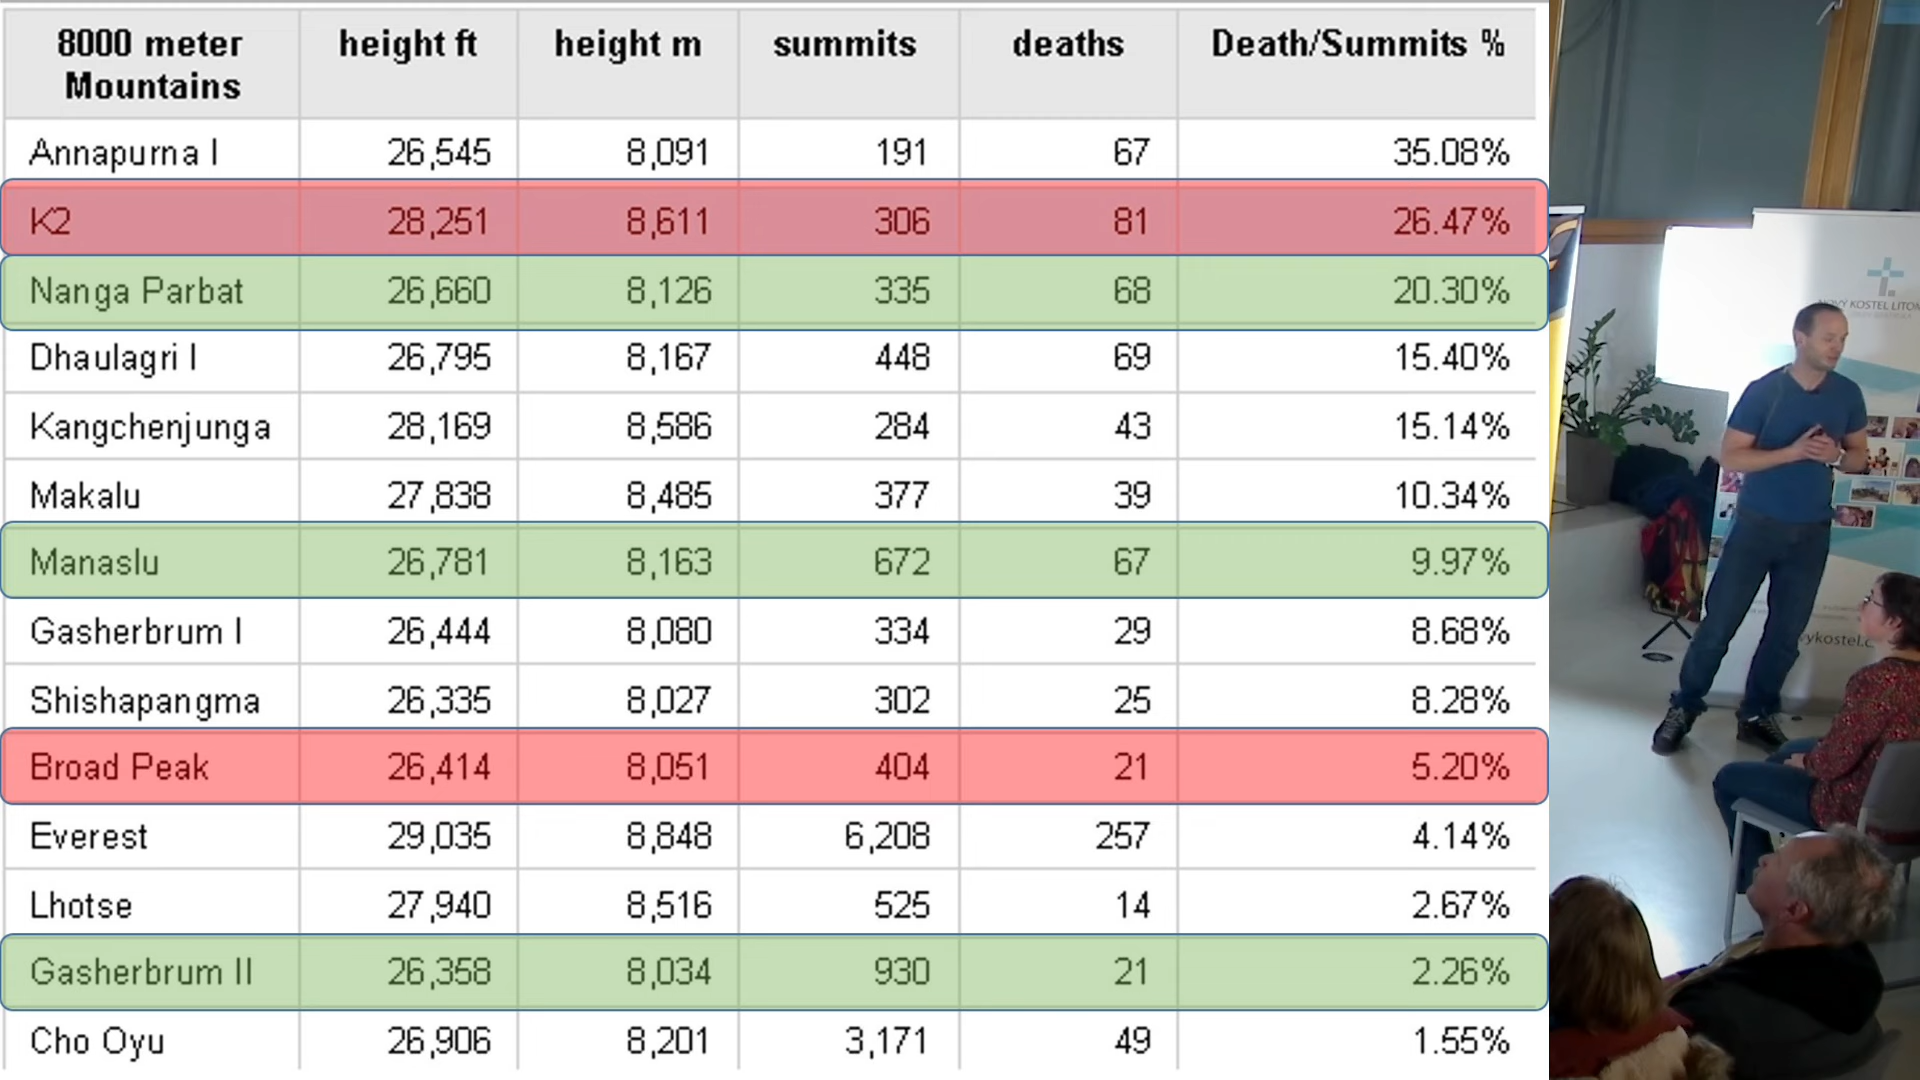 8000 meter Mountains height ft height m summits deaths Death/Summits %
Annapurna I 26,545 8,091 191 67 35.08%
K2 28,251 8,611 306 81 26.47%
Nanga Parbat 26,660 8,126 335 68 20.30%
Dhaulagri I 26,795 8,167 448 69 15.40%
Kangchenjunga 28,169 8,586 284 43 15.14%
Makalu 27,838 8,485 377 39 10.34%
Manaslu 26,781 8,163 672 67 9.97%
Gasherbrum I 26,444 8,080 334 29 8.68%
Shishapangma 26,335 8,027 302 25 8.28%
Broad Peak 26,414 8,051 404 21 5.20%
Everest 29,035 8,848 6,208 257 4.14%
Lhotse 27,940 8,516 525 14 2.67%
Gasherbrum II 26,358 8,034 930 21 2.26%
Cho Oyu 26,906 8,201 3,171 49 1.55%
NOVÝ KOSTEL LITOM
vykostel.c